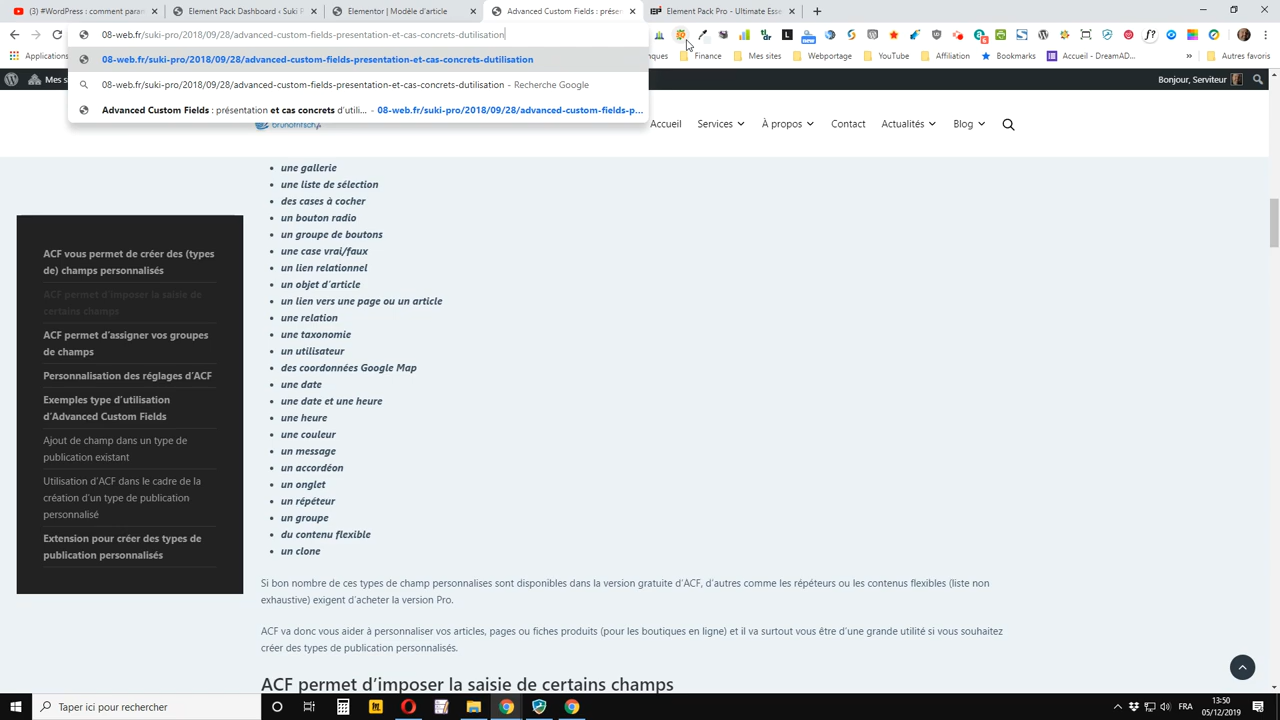 #WordPress : comment param
Element Pack Dashboard ‹ Suki P
Elementor | Modèle d'article
Advanced Custom Fields : préser
Element Pack Pro - Ultimate Esse
08-web.fr/suki-pro/2018/09/28/advanced-custom-fields-presentation-et-cas-concrets-dutilisation
Applications
Finance
Mes sites
Webportage
YouTube
Affiliation
Bookmarks
Accueil – DreamAD...
»
Autres favoris
08-web.fr/suki-pro/2018/09/28/advanced-custom-fields-presentation-et-cas-concrets-dutilisation
08-web.fr/suki-pro/2018/09/28/advanced-custom-fields-presentation-et-cas-concrets-dutilisation - Recherche Google
Advanced Custom Fields : présentation et cas concrets d'utili... - 08-web.fr/suki-pro/2018/09/28/advanced-custom-fields-p...
Mes s
Bonjour, Serviteur
brunofritsch
Accueil Services À propos Contact Actualités Blog
une gallerie
une liste de sélection
des cases à cocher
un bouton radio
un groupe de boutons
une case vrai/faux
un lien relationnel
un objet d'article
un lien vers une page ou un article
une relation
une taxonomie
un utilisateur
des coordonnées Google Map
une date
une date et une heure
une heure
une couleur
un message
un accordéon
un onglet
un répéteur
un groupe
du contenu flexible
un clone
ACF vous permet de créer des (types
de) champs personnalisés
ACF permet d'imposer la saisie de
certains champs
ACF permet d'assigner vos groupes
de champs
Personnalisation des réglages d'ACF
Exemples type d'utilisation
d'Advanced Custom Fields
Ajout de champ dans un type de
publication existant
Utilisation d'ACF dans le cadre de la
création d'un type de publication
personnalisé
Extension pour créer des types de
publication personnalisés
Si bon nombre de ces types de champ personnalises sont disponibles dans la version gratuite d'ACF, d'autres comme les répéteurs ou les contenus flexibles (liste non
exhaustive) exigent d'acheter la version Pro.
ACF va donc vous aider à personnaliser vos articles, pages ou fiches produits (pour les boutiques en ligne) et il va surtout vous être d'une grande utilité si vous souhaitez
créer des types de publication personnalisés.
ACF permet d'imposer la saisie de certains champs
Taper ici pour rechercher
FRA
13:50
05/12/2019